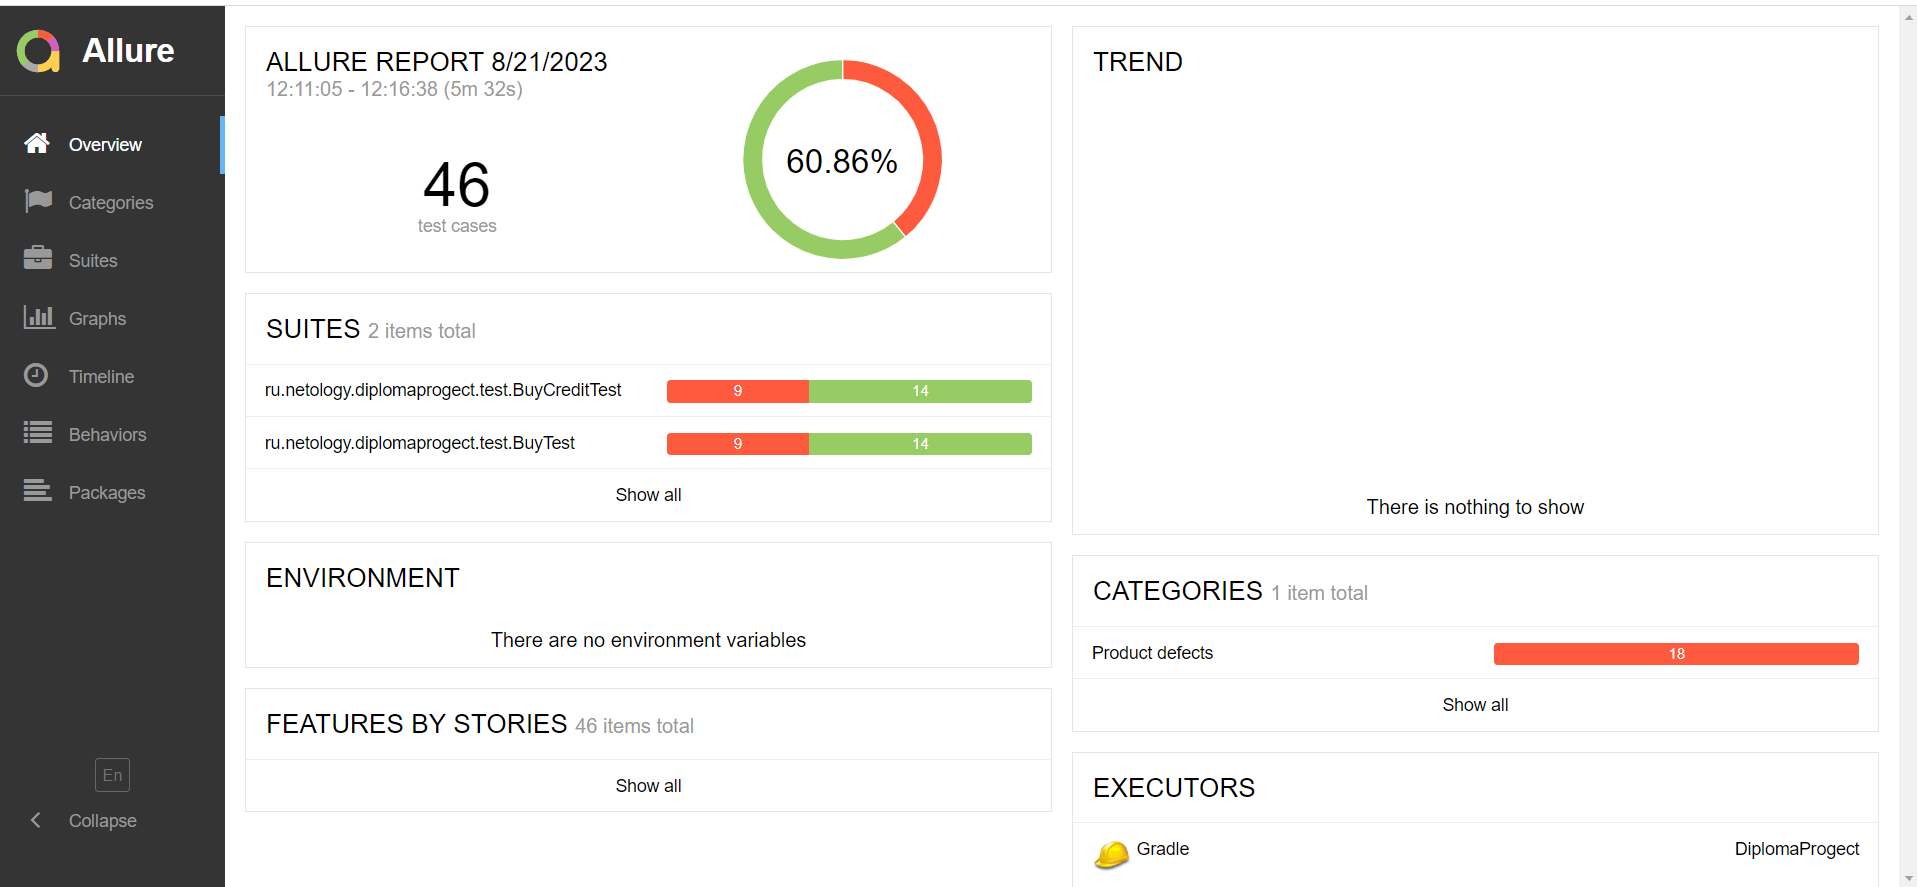 Allure
Overview
Categories
Suites
Graphs
Timeline
Behaviors
Packages
En
Collapse
ALLURE REPORT 8/21/2023
12:11:05 - 12:16:38 (5m 32s)
46
test cases
60.86%
SUITES 2 items total
ru.netology.diplomaprogect.test.BuyCreditTest 9 14
ru.netology.diplomaprogect.test.BuyTest 9 14
Show all
ENVIRONMENT
There are no environment variables
FEATURES BY STORIES 46 items total
Show all
TREND
There is nothing to show
CATEGORIES 1 item total
Product defects 18
Show all
EXECUTORS
Gradle DiplomaProgect